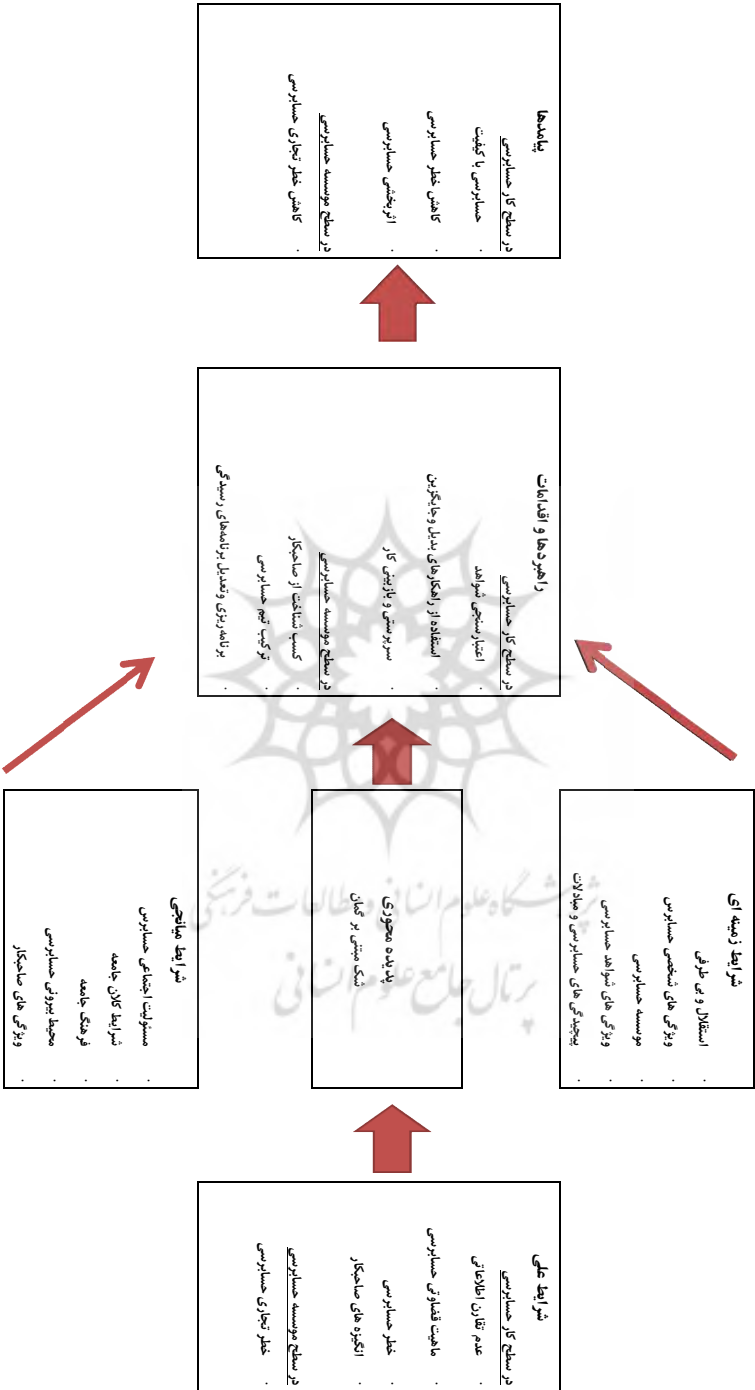 پیامدها
در سطح کار حسابرسی
. حسابرسی با کیفیت
. کاهش خطر حسابرسی
. اثربخشی حسابرسی
در سطح موسسه حسابرسی
. کاهش خطر تجاری حسابرسی
راهبردها و اقدامات
در سطح کار حسابرسی
. اعتبارسنجی شواهد
. استفاده از راهکارهای بدیل وجایگزین
. سرپرستی و بازبینی کار
در سطح موسسه حسابرسی
. کسب شناخت از صاحبکار
. ترکیب تیم حسابرسی
. برنامه‌ریزی وتعدیل برنامه‌های رسیدگی
شرایط زمینه ای
. استقلال و بی طرفی
. ویژگی های شخصی حسابرس
. موسسه حسابرسی
. ویژگی های شواهد حسابرسی
. پیچیدگی های حسابرسی و مبادلات
پدیده محوری
شک مبتنی بر گمان
شرایط میانجی
. مسئولیت اجتماعی حسابرس
. شرایط کلان جامعه
. فرهنگ جامعه
. محیط بیرونی حسابرسی
. ویژگی های صاحبکار
شرایط علی
در سطح کار حسابرسی
. عدم تقارن اطلاعاتی
. ماهیت قضاوتی حسابرسی
. خطر حسابرسی
. انگیزه های صاحبکار
در سطح موسسه حسابرسی
. خطر تجاری حسابرسی
پژوهشگاه علوم انسانی و مطالعات فرهنگی
پرتال جامع علوم انسانی